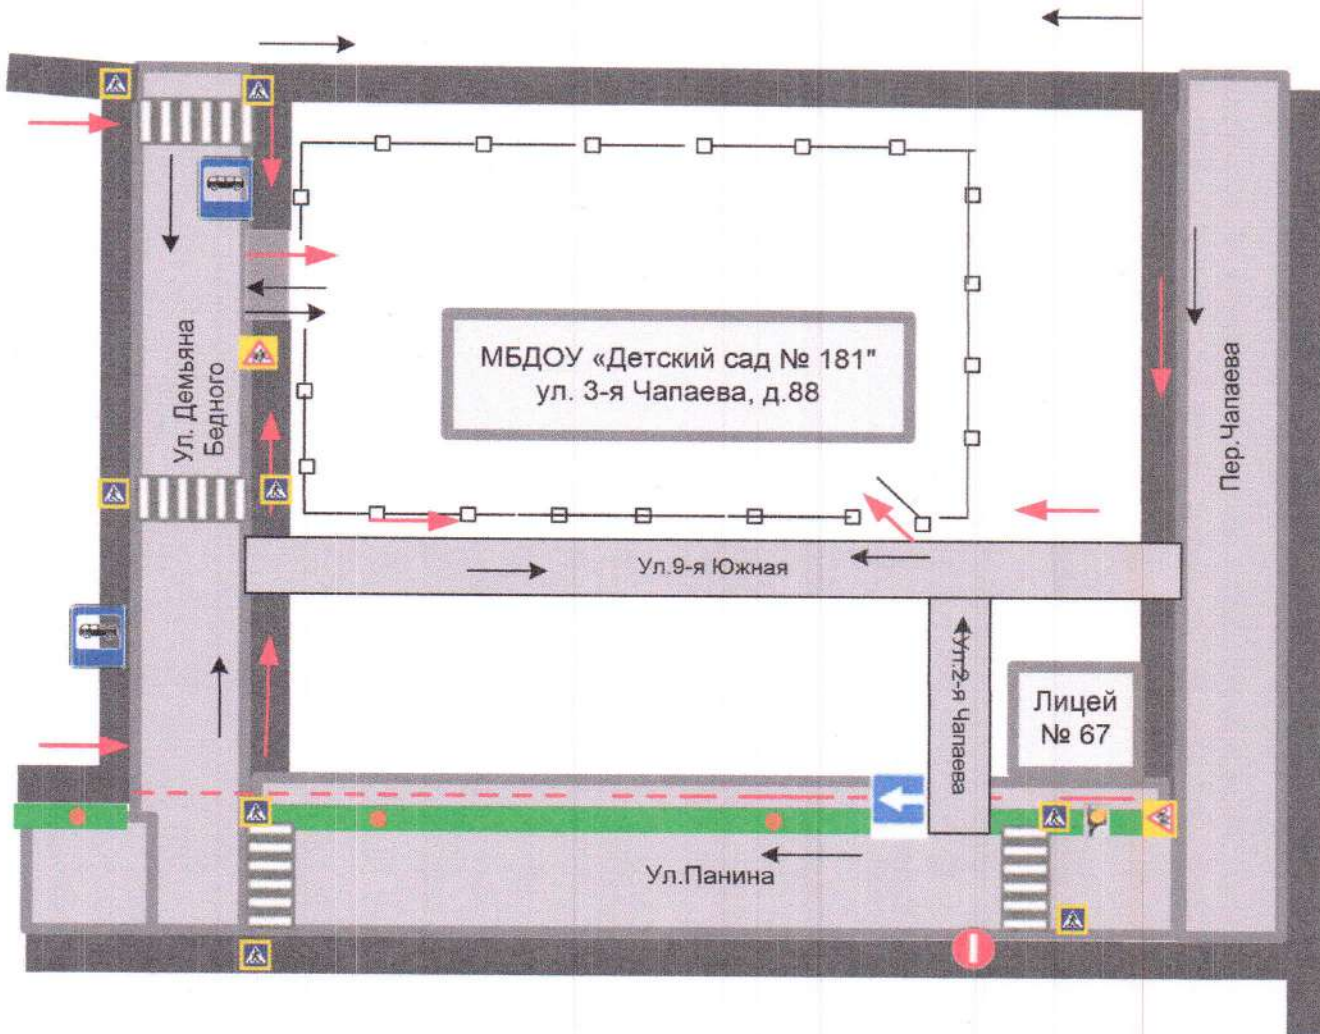 МБДОУ «Детский сад № 181"
ул. 3-я Чапаева, д.88
Ул. Демьяна
Бедного
Пер.Чапаева
Ул.9-я Южная
Ул.2-я Чапаева
Лицей
№ 67
Ул.Панина